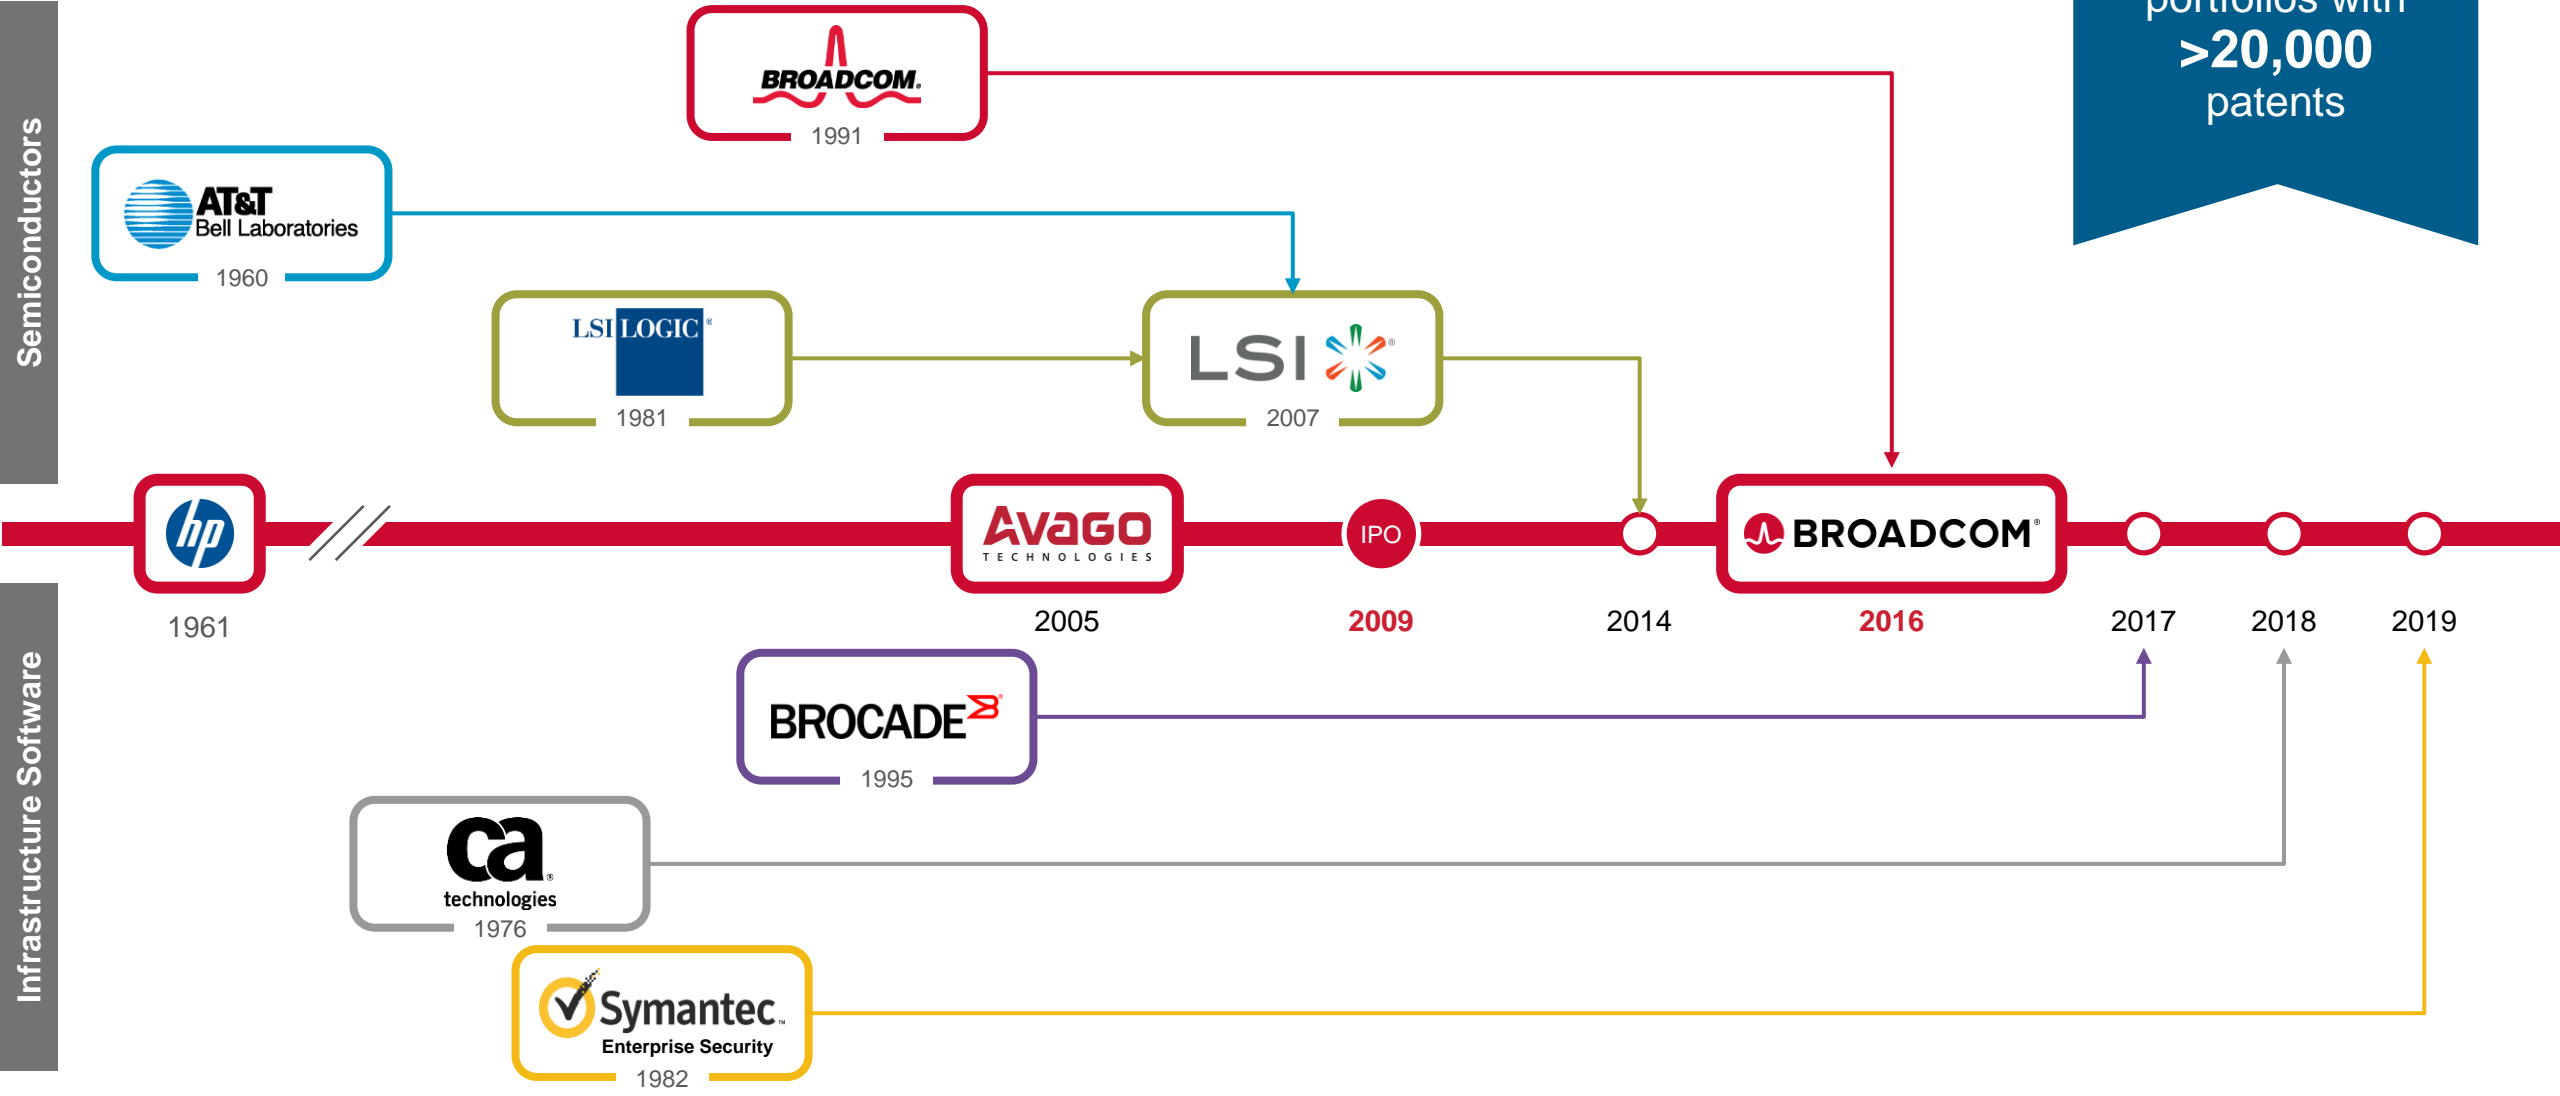 portfolios with
>20,000
patents
Semiconductors
BROADCOM.
1991
AT&T
Bell Laboratories
1960
LSI LOGIC ®
1981
LSI ®
2007
hp
AVAGO
TECHNOLOGIES
IPO
BROADCOM®
1961
2005
2009
2014
2016
2017
2018
2019
Infrastructure Software
BROCADE
1995
ca
technologies
1976
Symantec™
Enterprise Security
1982